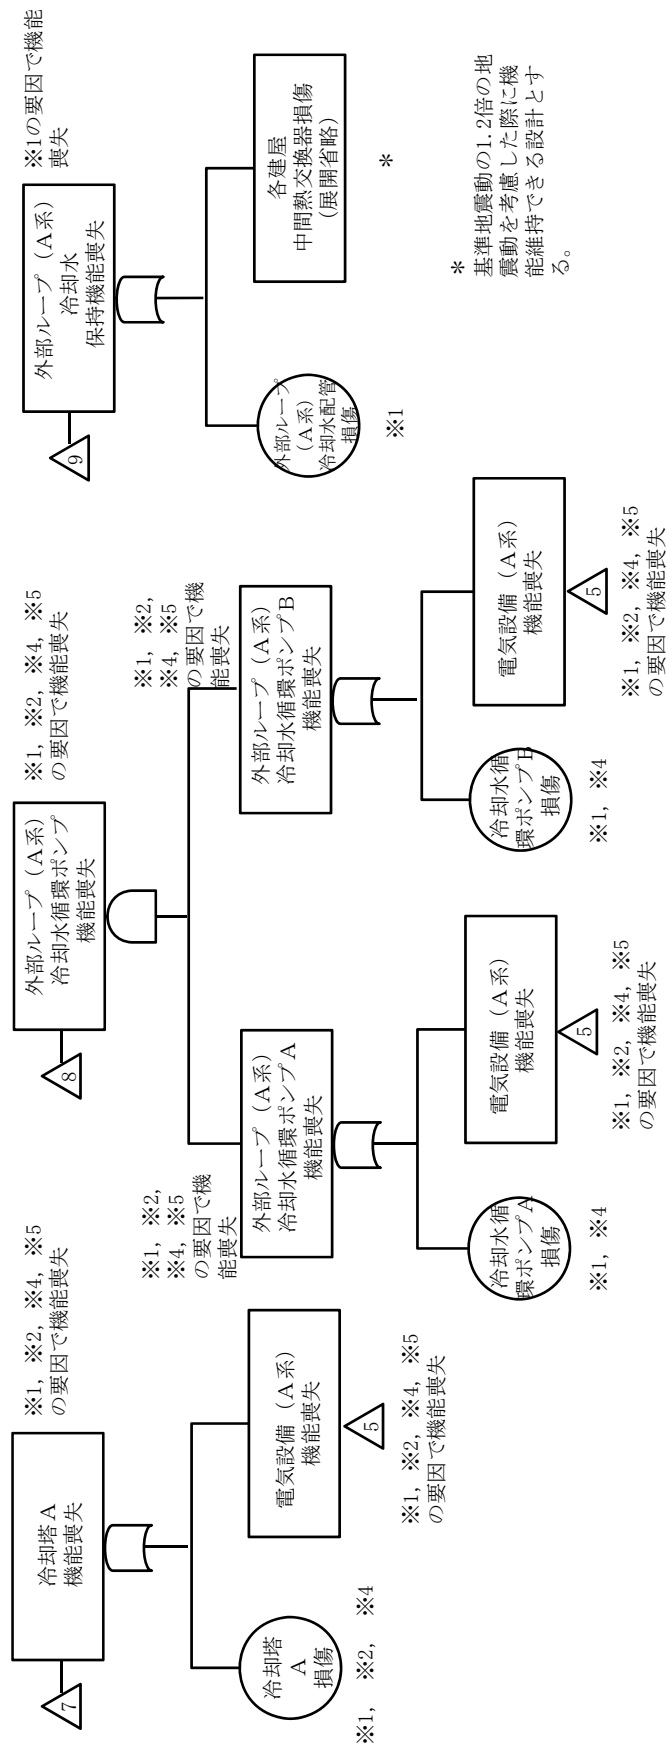 7
冷却塔A
機能喪失
※1, ※2, ※4, ※5
の要因で機能喪失
冷却塔
A
損傷
※1, ※2, ※4
電気設備（A系）
機能喪失
5
※1, ※2, ※4, ※5
の要因で機能喪失
8
外部ループ（A系）
冷却水循環ポンプ
機能喪失
※1, ※2, ※4, ※5
の要因で機能喪失
※1, ※2,
※4, ※5
の要因で機
能喪失
外部ループ（A系）
冷却水循環ポンプA
機能喪失
冷却水循
環ポンプA
損傷
※1, ※4
電気設備（A系）
機能喪失
5
※1, ※2, ※4, ※5
の要因で機能喪失
※1, ※2,
※4, ※5
の要因で機
能喪失
外部ループ（A系）
冷却水循環ポンプB
機能喪失
冷却水循
環ポンプB
損傷
※1, ※4
電気設備（A系）
機能喪失
5
※1, ※2, ※4, ※5
の要因で機能喪失
9
外部ループ（A系）
冷却水
保持機能喪失
※1の要因で機能
喪失
外部ループ
（A系）
冷却水配管
損傷
※1
各建屋
中間熱交換器損傷
(展開省略)
*
*
基準地震動の1.2倍の地
震動を考慮した際に機
能維持できる設計とす
る。